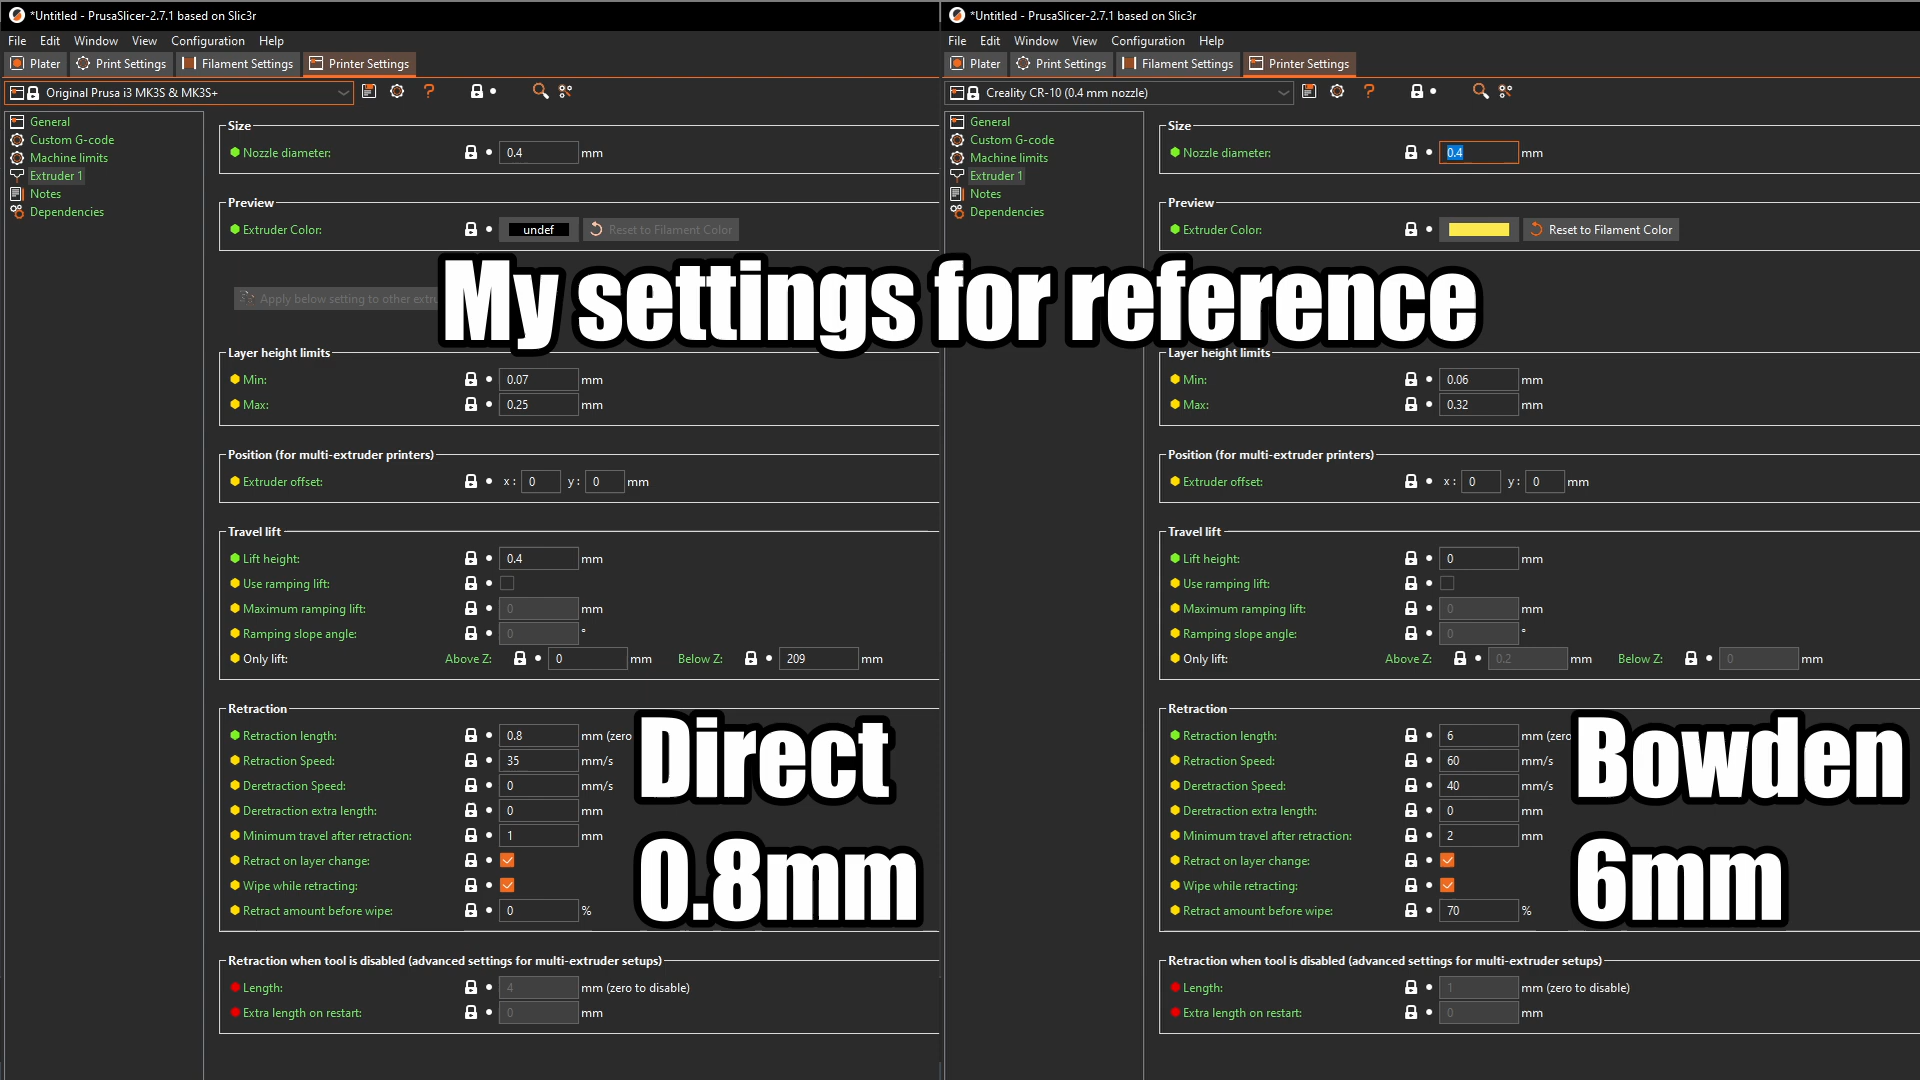 *Untitled - PrusaSlicer-2.7.1 based on Slic3r
File Edit Window View Configuration Help
Plater Print Settings Filament Settings Printer Settings
Original Prusa i3 MK3S & MK3S+
General
Custom G-code
Machine limits
Extruder 1
Notes
Dependencies
Size
Nozzle diameter: 0.4 mm
Preview
Extruder Color: undef Reset to Filament Color
Apply below setting to other extru
Layer height limits
Min: 0.07 mm
Max: 0.25 mm
Position (for multi-extruder printers)
Extruder offset: x: 0 y: 0 mm
Travel lift
Lift height: 0.4 mm
Use ramping lift:
Maximum ramping lift: 0 mm
Ramping slope angle: 0 °
Only lift: Above Z: 0 mm Below Z: 209 mm
Retraction
Retraction length: 0.8 mm (zero
Retraction Speed: 35 mm/s
Deretraction Speed: 0 mm/s
Deretraction extra length: 0 mm
Minimum travel after retraction: 1 mm
Retract on layer change:
Wipe while retracting:
Retract amount before wipe: 0 %
Retraction when tool is disabled (advanced settings for multi-extruder setups)
Length: 4 mm (zero to disable)
Extra length on restart: 0 mm
My settings for reference
Direct
0.8mm
*Untitled - PrusaSlicer-2.7.1 based on Slic3r
File Edit Window View Configuration Help
Plater Print Settings Filament Settings Printer Settings
Creality CR-10 (0.4 mm nozzle)
General
Custom G-code
Machine limits
Extruder 1
Notes
Dependencies
Size
Nozzle diameter: 0.4 mm
Preview
Extruder Color: Reset to Filament Color
Layer height limits
Min: 0.06 mm
Max: 0.32 mm
Position (for multi-extruder printers)
Extruder offset: x: 0 y: 0 mm
Travel lift
Lift height: 0 mm
Use ramping lift:
Maximum ramping lift: 0 mm
Ramping slope angle: 0 °
Only lift: Above Z: 0.2 mm Below Z: 0 mm
Retraction
Retraction length: 6 mm (zero
Retraction Speed: 60 mm/s
Deretraction Speed: 40 mm/s
Deretraction extra length: 0 mm
Minimum travel after retraction: 2 mm
Retract on layer change:
Wipe while retracting:
Retract amount before wipe: 70 %
Retraction when tool is disabled (advanced settings for multi-extruder setups)
Length: 1 mm (zero to disable)
Extra length on restart: 0 mm
Bowden
6mm